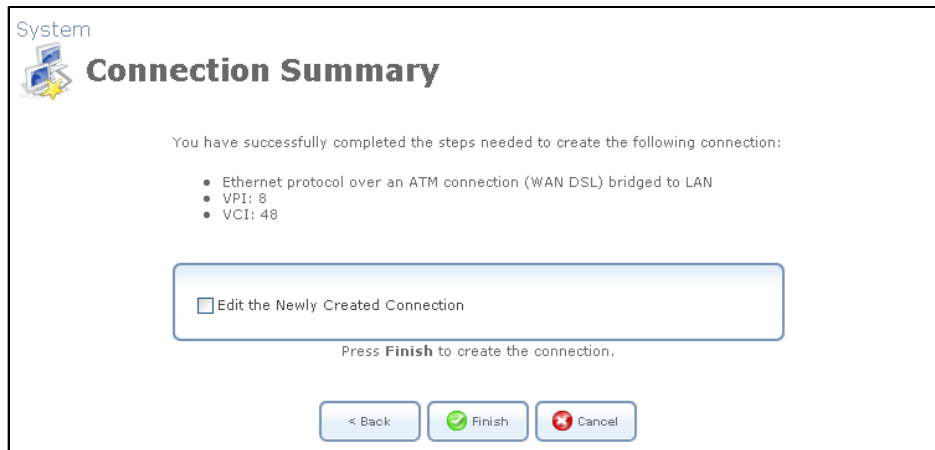 System
Connection Summary
You have successfully completed the steps needed to create the following connection:
Ethernet protocol over an ATM connection (WAN DSL) bridged to LAN
VPI: 8
VCI: 48
Edit the Newly Created Connection
Press Finish to create the connection.
< Back
Finish
Cancel